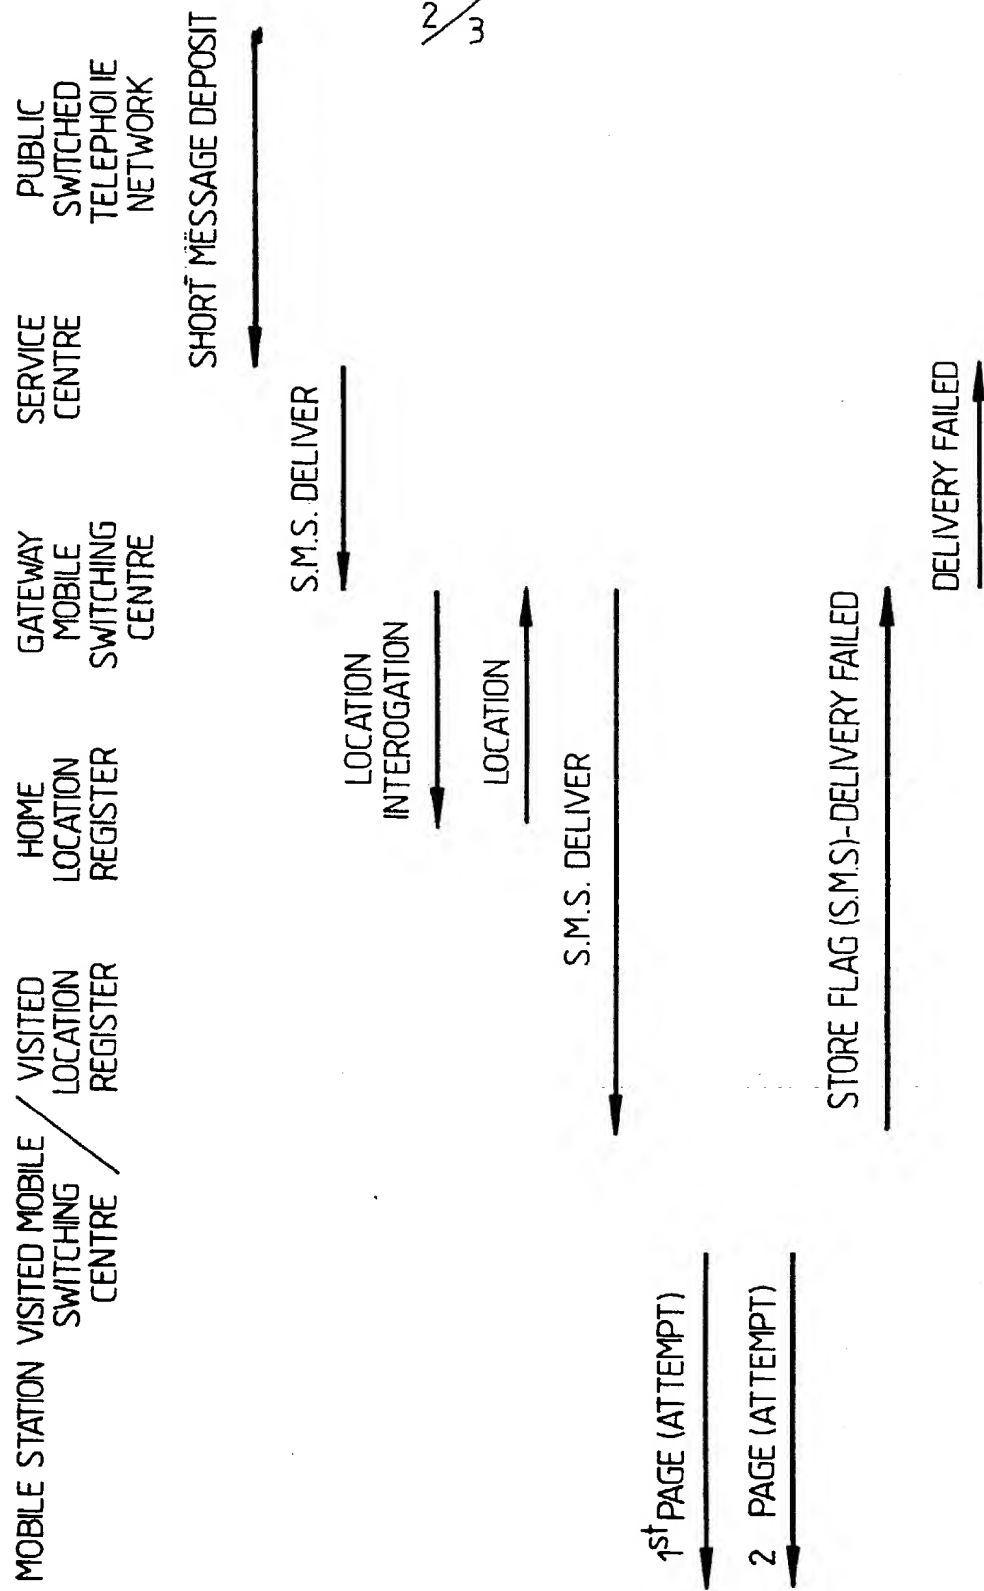 2/3
MOBILE STATION
VISITED MOBILE
SWITCHING
CENTRE
/
VISITED
LOCATION
REGISTER
HOME
LOCATION
REGISTER
GATEWAY
MOBILE
SWITCHING
CENTRE
SERVICE
CENTRE
PUBLIC
SWITCHED
TELEPHONE
NETWORK
SHORT MESSAGE DEPOSIT
S.M.S. DELIVER
LOCATION
INTEROGATION
LOCATION
S.M.S. DELIVER
1st PAGE (ATTEMPT)
2 PAGE (ATTEMPT)
STORE FLAG (S.M.S)-DELIVERY FAILED
DELIVERY FAILED